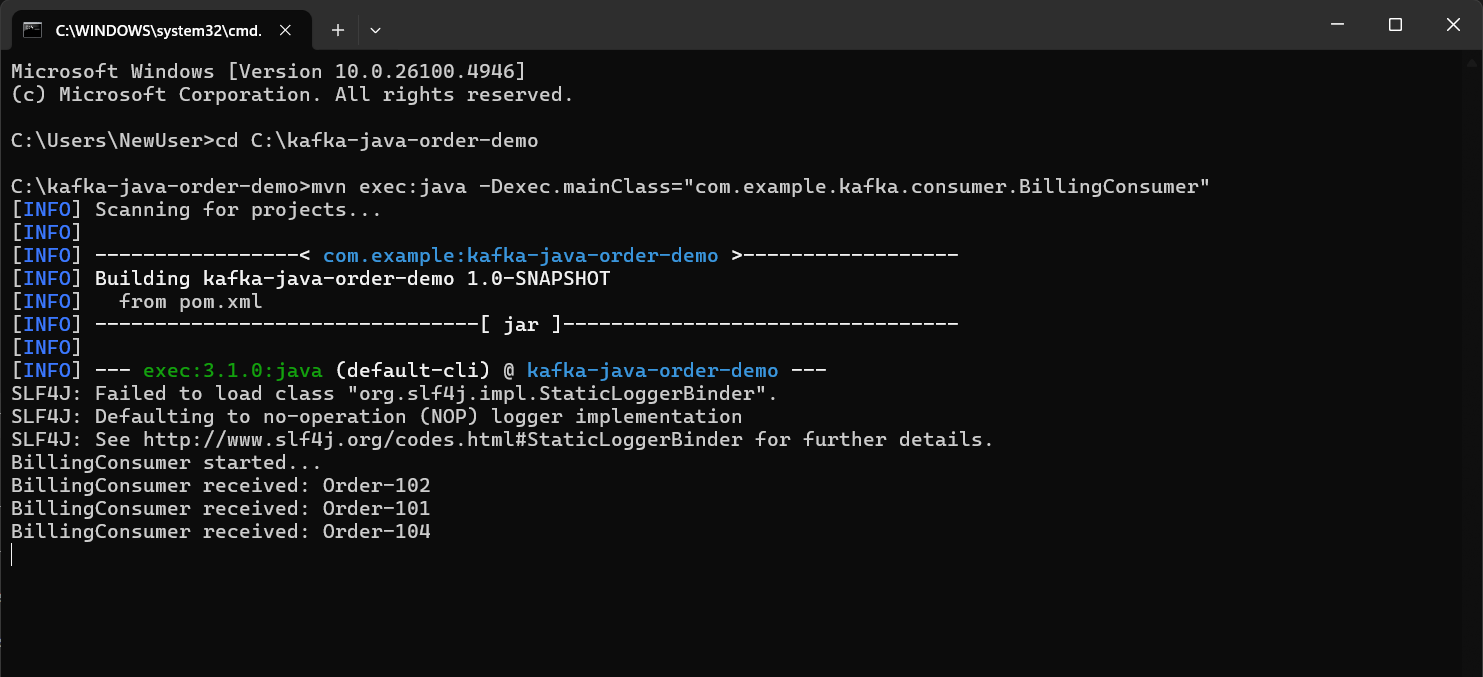 C:\WINDOWS\system32\cmd.
Microsoft Windows [Version 10.0.26100.4946]
(c) Microsoft Corporation. All rights reserved.
C:\Users\NewUser>cd C:\kafka-java-order-demo
C:\kafka-java-order-demo>mvn exec:java -Dexec.mainClass="com.example.kafka.consumer.BillingConsumer"
[INFO] Scanning for projects...
[INFO]
[INFO] -----------------< com.example:kafka-java-order-demo >------------------
[INFO] Building kafka-java-order-demo 1.0-SNAPSHOT
[INFO]   from pom.xml
[INFO] --------------------------------[ jar ]---------------------------------
[INFO]
[INFO] --- exec:3.1.0:java (default-cli) @ kafka-java-order-demo ---
SLF4J: Failed to load class "org.slf4j.impl.StaticLoggerBinder".
SLF4J: Defaulting to no-operation (NOP) logger implementation
SLF4J: See http://www.slf4j.org/codes.html#StaticLoggerBinder for further details.
BillingConsumer started...
BillingConsumer received: Order-102
BillingConsumer received: Order-101
BillingConsumer received: Order-104